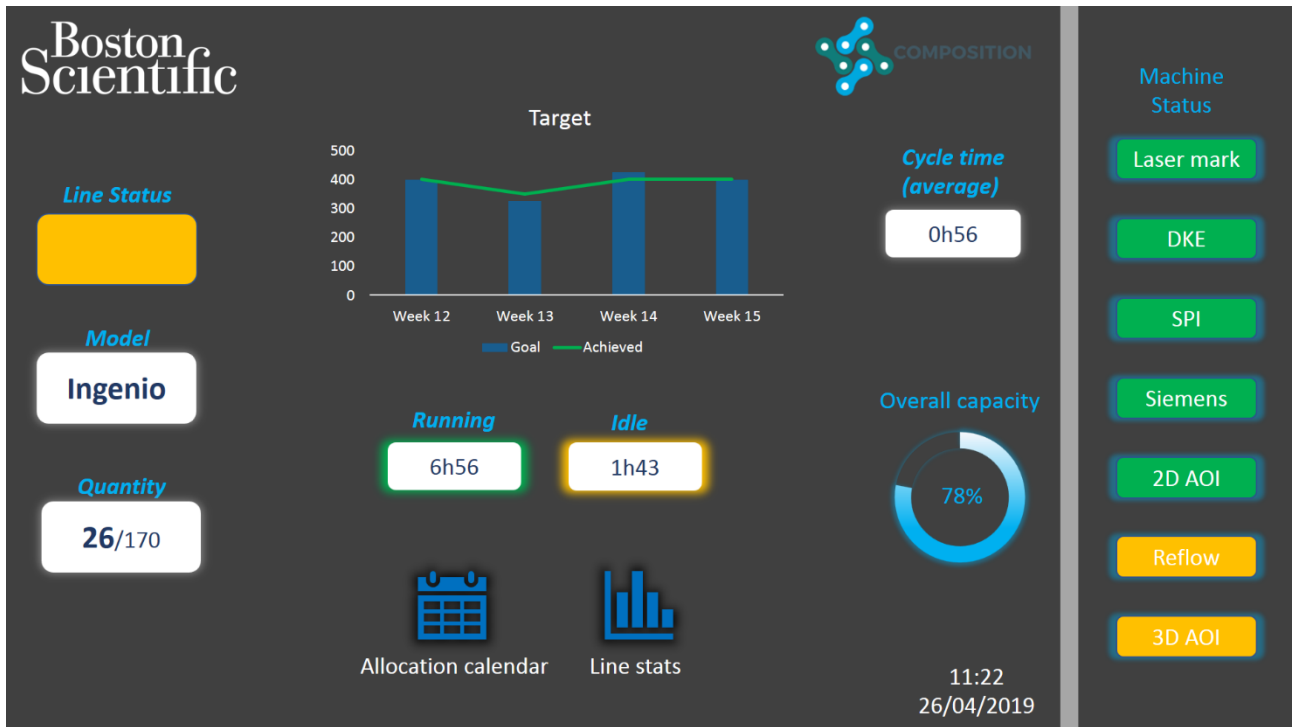 Boston
Scientific
COMPOSITION
Line Status
Model
Ingenio
Quantity
26/170
Target
500
400
300
200
100
0
Week 12 Week 13 Week 14 Week 15
Goal Achieved
Running
6h56
Idle
1h43
Allocation calendar
Line stats
Cycle time
(average)
0h56
Overall capacity
78%
11:22
26/04/2019
Machine
Status
Laser mark
DKE
SPI
Siemens
2D AOI
Reflow
3D AOI